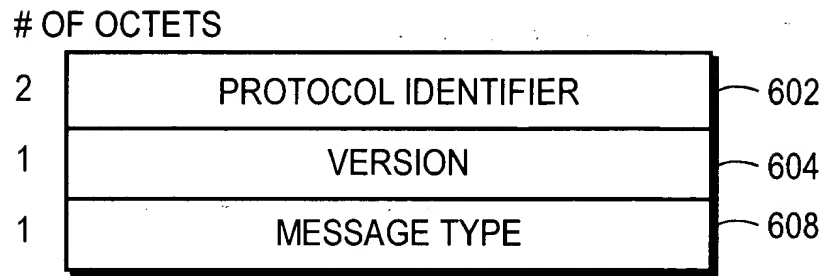 # OF OCTETS
2 PROTOCOL IDENTIFIER 602
1 VERSION 604
1 MESSAGE TYPE 608